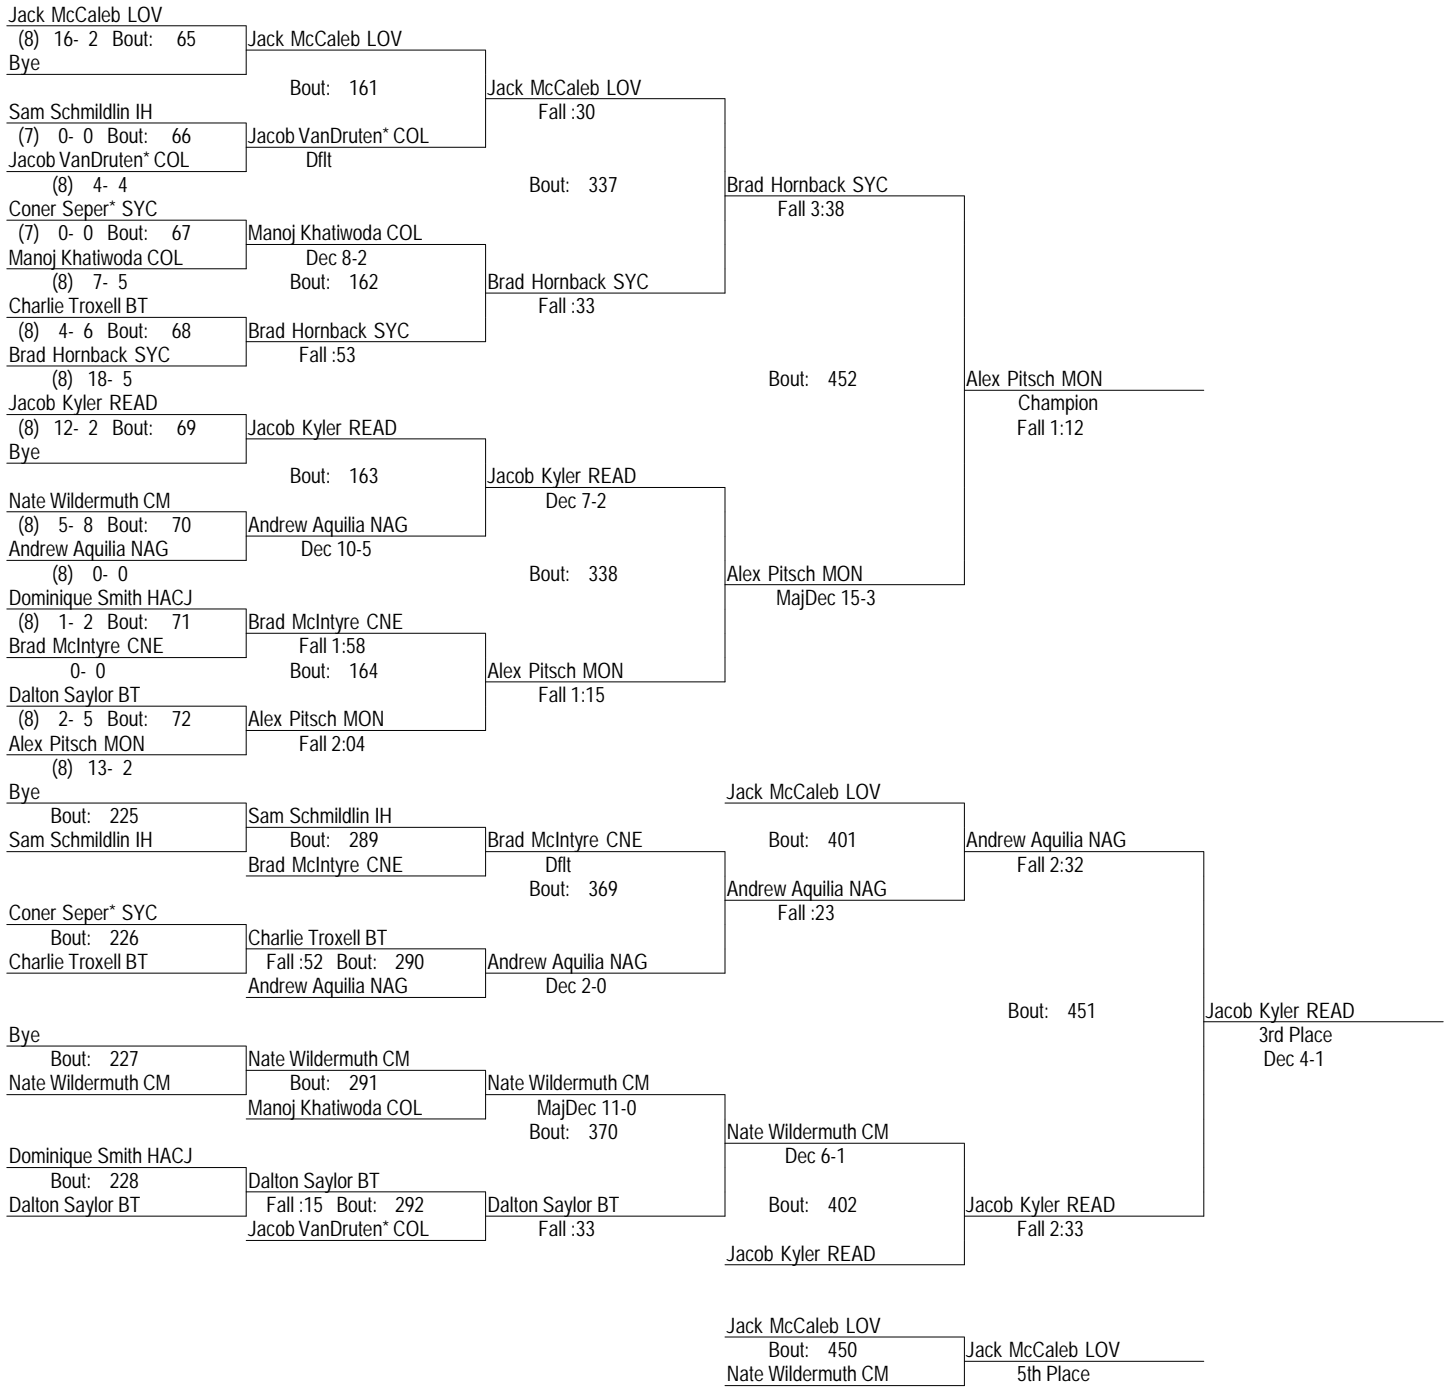 Jack McCaleb LOV
(8) 16- 2 Bout: 65 Jack McCaleb LOV
Bye
Bout: 161 Jack McCaleb LOV
Sam Schmildlin IH Fall :30
(7) 0- 0 Bout: 66 Jacob VanDruten* COL
Jacob VanDruten* COL Dflt
(8) 4- 4 Bout: 337 Brad Hornback SYC
Coner Seper* SYC Fall 3:38
(7) 0- 0 Bout: 67 Manoj Khatiwoda COL
Manoj Khatiwoda COL Dec 8-2
(8) 7- 5 Bout: 162 Brad Hornback SYC
Charlie Troxell BT Fall :33
(8) 4- 6 Bout: 68 Brad Hornback SYC
Brad Hornback SYC Fall :53
(8) 18- 5 Bout: 452 Alex Pitsch MON
Jacob Kyler READ Champion
(8) 12- 2 Bout: 69 Jacob Kyler READ Fall 1:12
Bye
Bout: 163 Jacob Kyler READ
Nate Wildermuth CM Dec 7-2
(8) 5- 8 Bout: 70 Andrew Aquilia NAG
Andrew Aquilia NAG Dec 10-5
(8) 0- 0 Bout: 338 Alex Pitsch MON
Dominique Smith HACJ MajDec 15-3
(8) 1- 2 Bout: 71 Brad McIntyre CNE
Brad McIntyre CNE Fall 1:58
0- 0 Bout: 164 Alex Pitsch MON
Dalton Saylor BT Fall 1:15
(8) 2- 5 Bout: 72 Alex Pitsch MON
Alex Pitsch MON Fall 2:04
(8) 13- 2
Bye Jack McCaleb LOV
Bout: 225 Sam Schmildlin IH
Sam Schmildlin IH Bout: 289 Brad McIntyre CNE Bout: 401 Andrew Aquilia NAG
Brad McIntyre CNE Dflt Fall 2:32
Bout: 369 Andrew Aquilia NAG
Coner Seper* SYC Fall :23
Bout: 226 Charlie Troxell BT
Charlie Troxell BT Fall :52 Bout: 290 Andrew Aquilia NAG
Andrew Aquilia NAG Dec 2-0
Bout: 451 Jacob Kyler READ
Bye 3rd Place
Bout: 227 Nate Wildermuth CM Dec 4-1
Nate Wildermuth CM Bout: 291 Nate Wildermuth CM
Manoj Khatiwoda COL MajDec 11-0
Bout: 370 Nate Wildermuth CM
Dominique Smith HACJ Dec 6-1
Bout: 228 Dalton Saylor BT
Dalton Saylor BT Fall :15 Bout: 292 Dalton Saylor BT Bout: 402 Jacob Kyler READ
Jacob VanDruten* COL Fall :33 Fall 2:33
Jacob Kyler READ
Jack McCaleb LOV
Bout: 450 Jack McCaleb LOV
Nate Wildermuth CM 5th Place